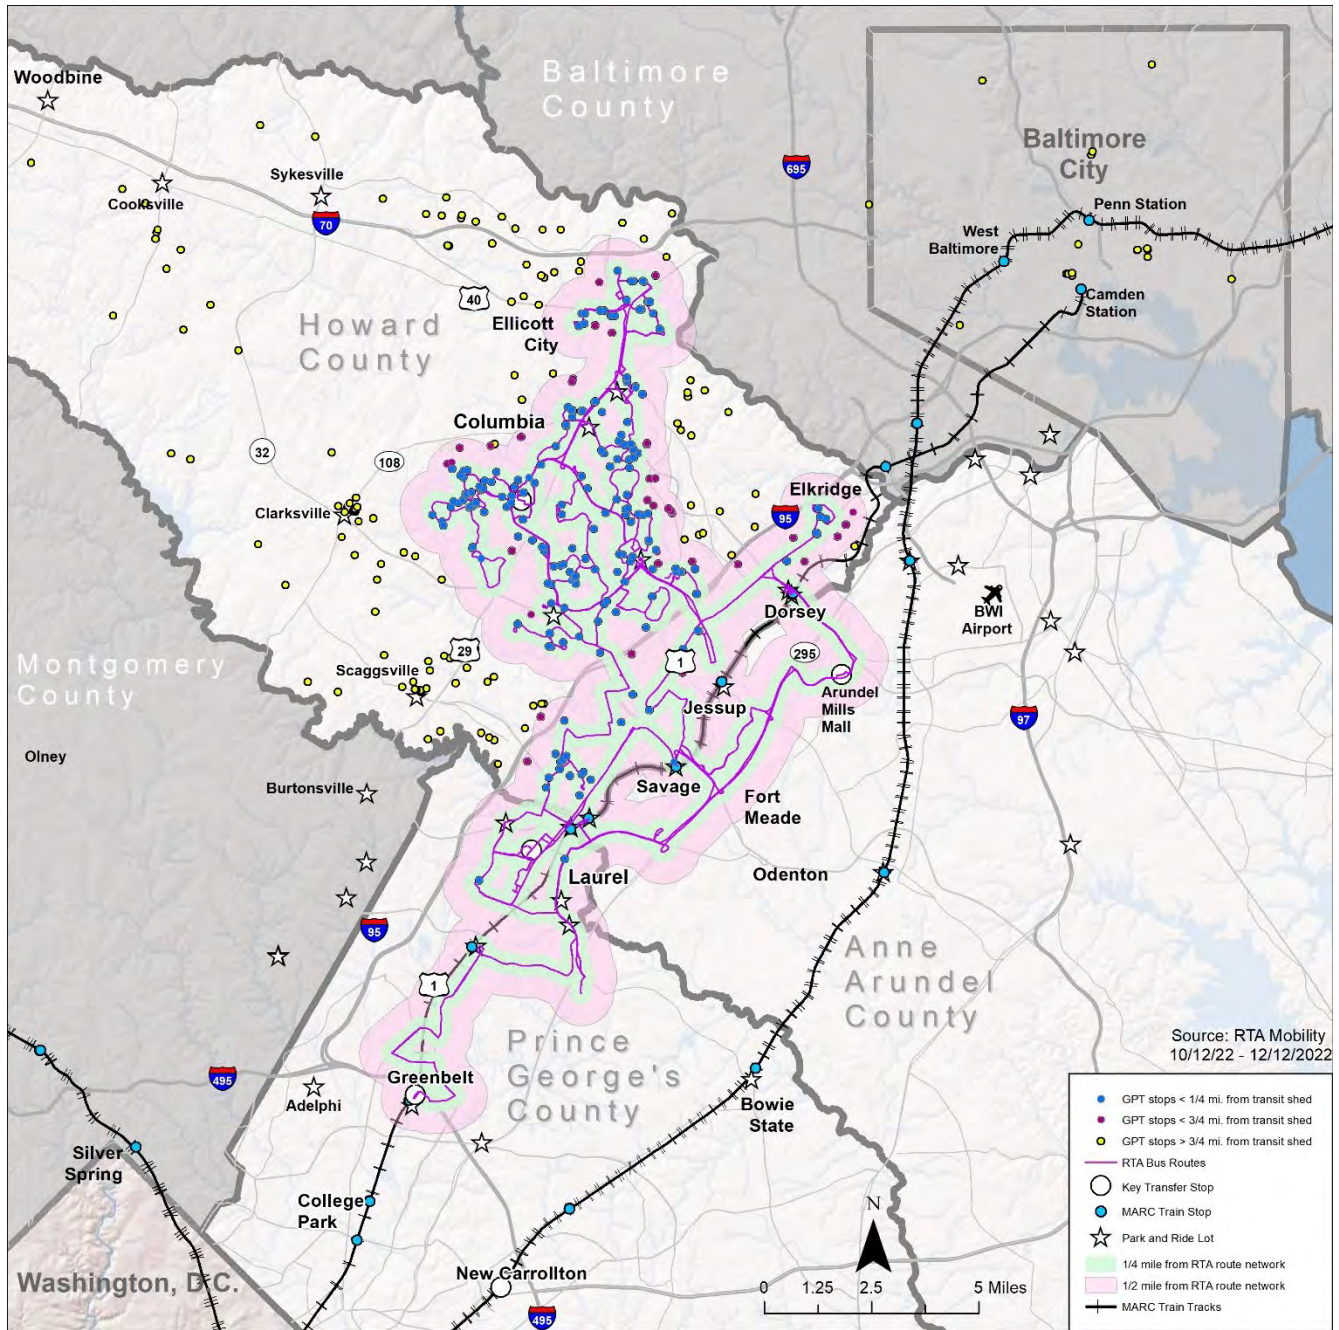 Woodbine
Baltimore
County
Baltimore
City
695
Sykesville
Cooksville
70
Penn Station
West
Baltimore
Camden
Station
40
Howard
County
Ellicott
City
Columbia
32
108
Clarksville
Elkridge
95
BWI
Airport
Dorsey
295
Montgomery
County
Scaggsville
29
1
Jessup
Arundel
Mills
Mall
97
Olney
Burtonsville
Savage
Fort
Meade
Laurel
Odenton
95
1
Anne
Arundel
County
Prince
George's
County
Source: RTA Mobility
10/12/22 - 12/12/2022
495
Greenbelt
Adelphi
Bowie
State
Silver
Spring
College
Park
New Carrollton
Washington, D.C.
495
N
0 1.25 2.5 5 Miles
GPT stops < 1/4 mi. from transit shed
GPT stops < 3/4 mi. from transit shed
GPT stops > 3/4 mi. from transit shed
RTA Bus Routes
Key Transfer Stop
MARC Train Stop
Park and Ride Lot
1/4 mile from RTA route network
1/2 mile from RTA route network
MARC Train Tracks